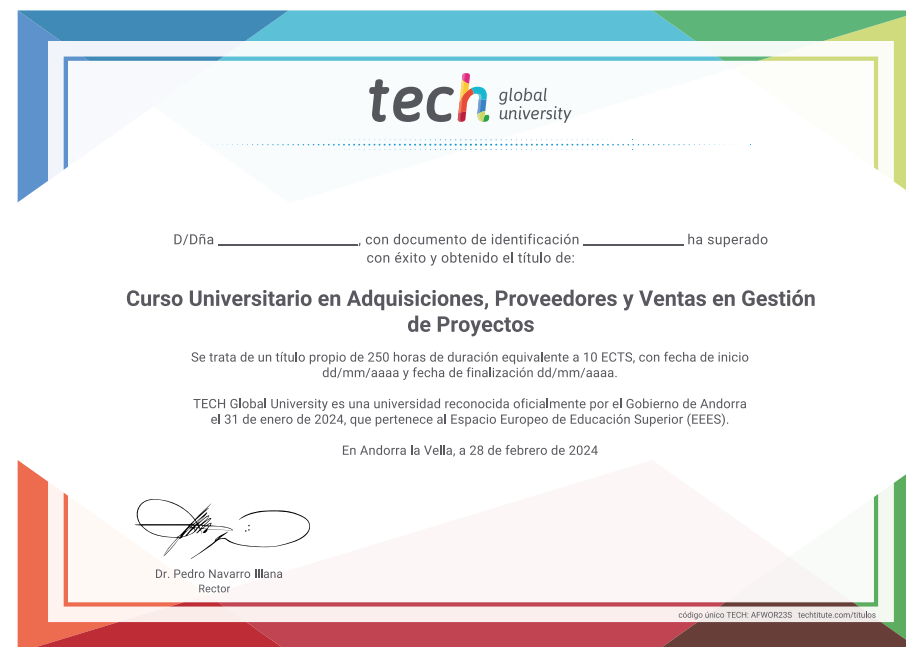 tech global university
D/Dña ____________________, con documento de identificación ______________ ha superado
con éxito y obtenido el título de:
Curso Universitario en Adquisiciones, Proveedores y Ventas en Gestión
de Proyectos
Se trata de un título propio de 250 horas de duración equivalente a 10 ECTS, con fecha de inicio
dd/mm/aaaa y fecha de finalización dd/mm/aaaa.
TECH Global University es una universidad reconocida oficialmente por el Gobierno de Andorra
el 31 de enero de 2024, que pertenece al Espacio Europeo de Educación Superior (EEES).
En Andorra la Vella, a 28 de febrero de 2024
Dr. Pedro Navarro Illana
Rector
código único TECH: AFWOR23S techtitute.com/titulos